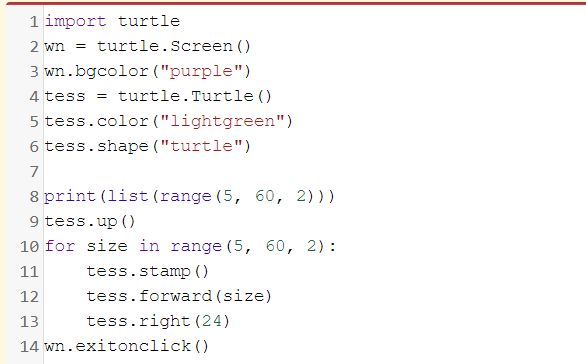 1 import turtle
2 wn = turtle.Screen()
3 wn.bgcolor("purple")
4 tess = turtle.Turtle()
5 tess.color("lightgreen")
6 tess.shape("turtle")
7
8 print(list(range(5, 60, 2)))
9 tess.up()
10 for size in range(5, 60, 2):
11     tess.stamp()
12     tess.forward(size)
13     tess.right(24)
14 wn.exitonclick()